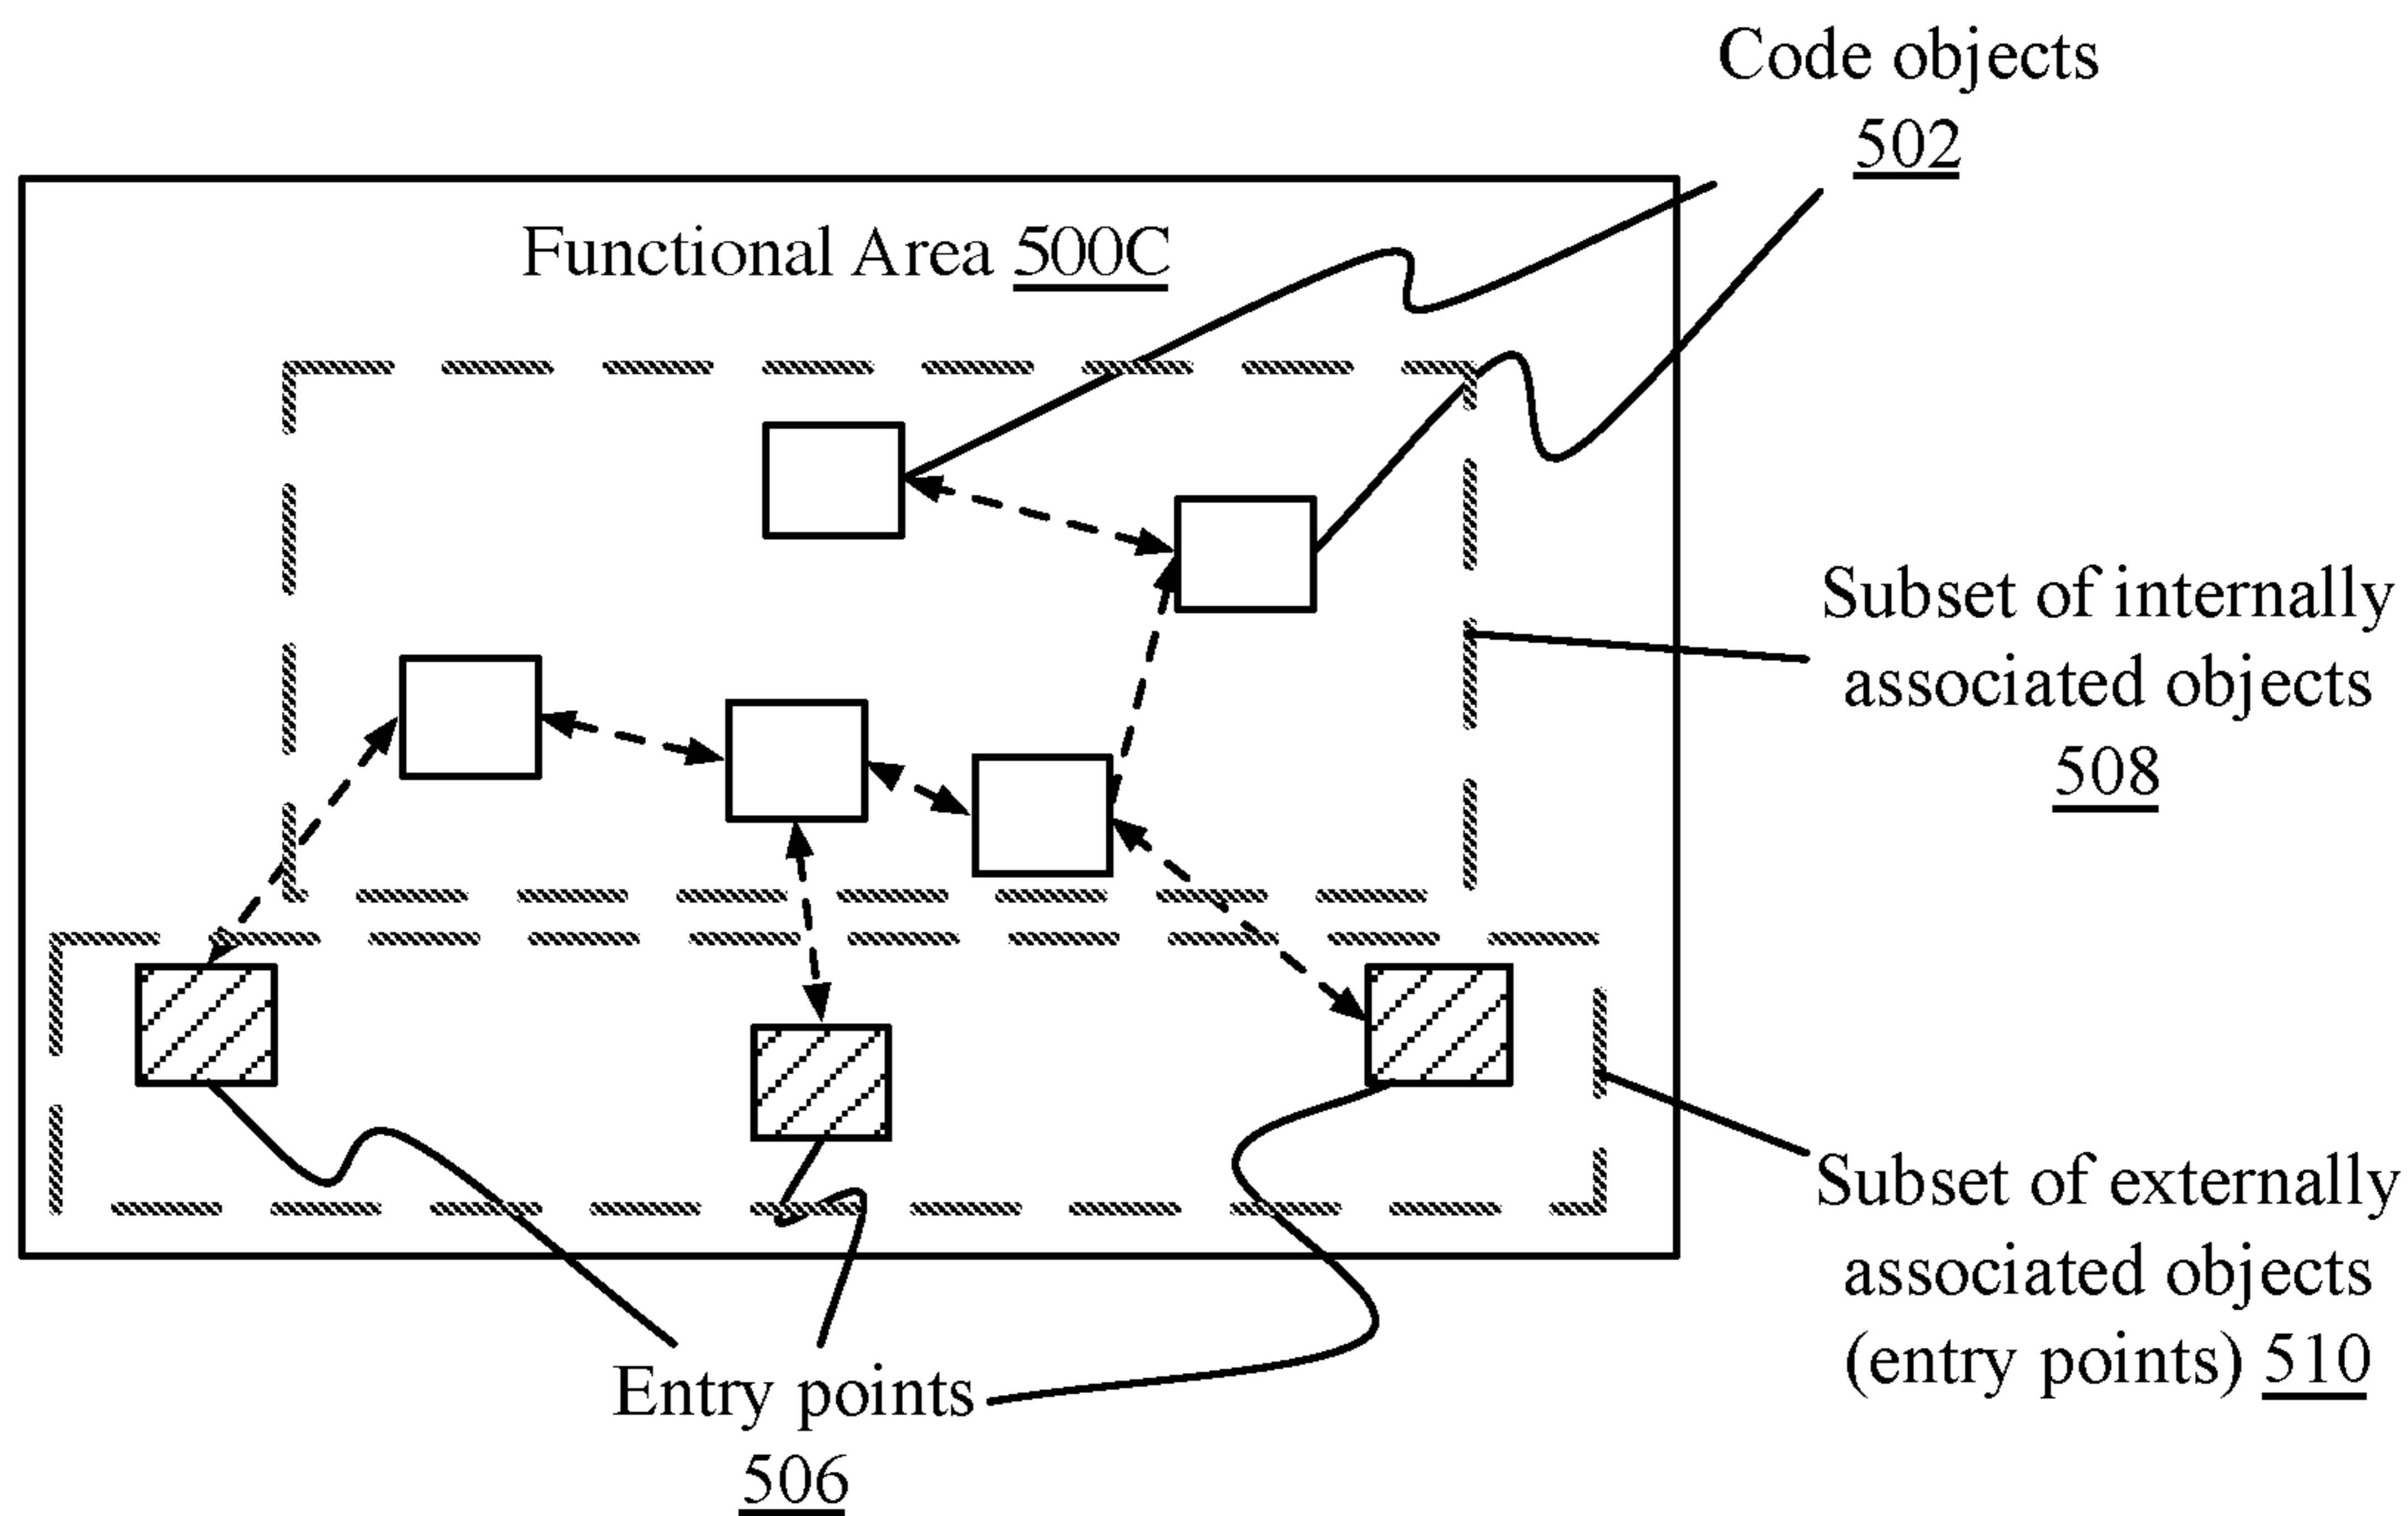 Code objects
502
Functional Area 500C
Subset of internally
associated objects
508
Subset of externally
associated objects
(entry points) 510
Entry points
506